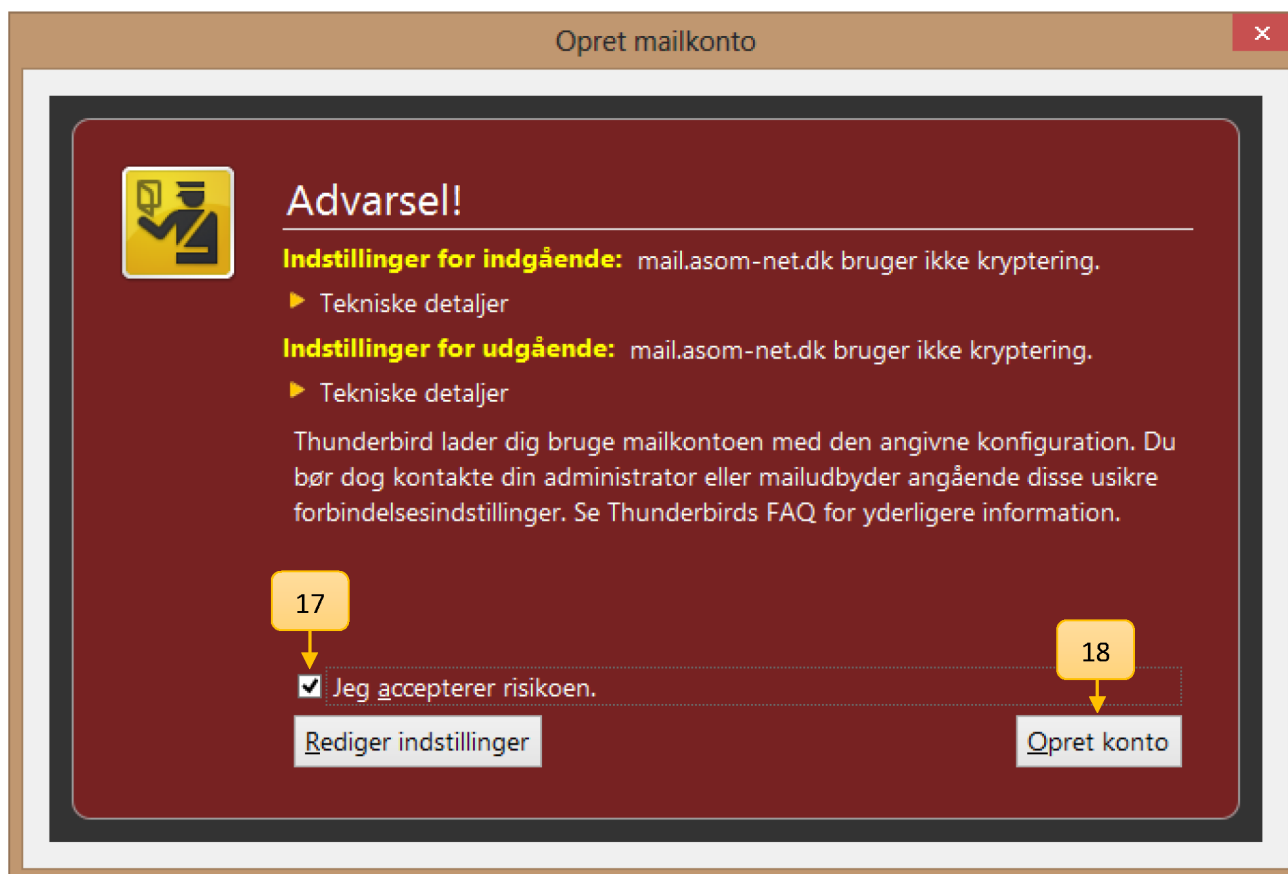 Opret mailkonto
Advarsel!
Indstillinger for indgående: mail.asom-net.dk bruger ikke kryptering.
Tekniske detaljer
Indstillinger for udgående: mail.asom-net.dk bruger ikke kryptering.
Tekniske detaljer
Thunderbird lader dig bruge mailkontoen med den angivne konfiguration. Du
bør dog kontakte din administrator eller mailudbyder angående disse usikre
forbindelsesindstillinger. Se Thunderbirds FAQ for yderligere information.
17
18
Jeg accepterer risikoen.
Rediger indstillinger
Opret konto